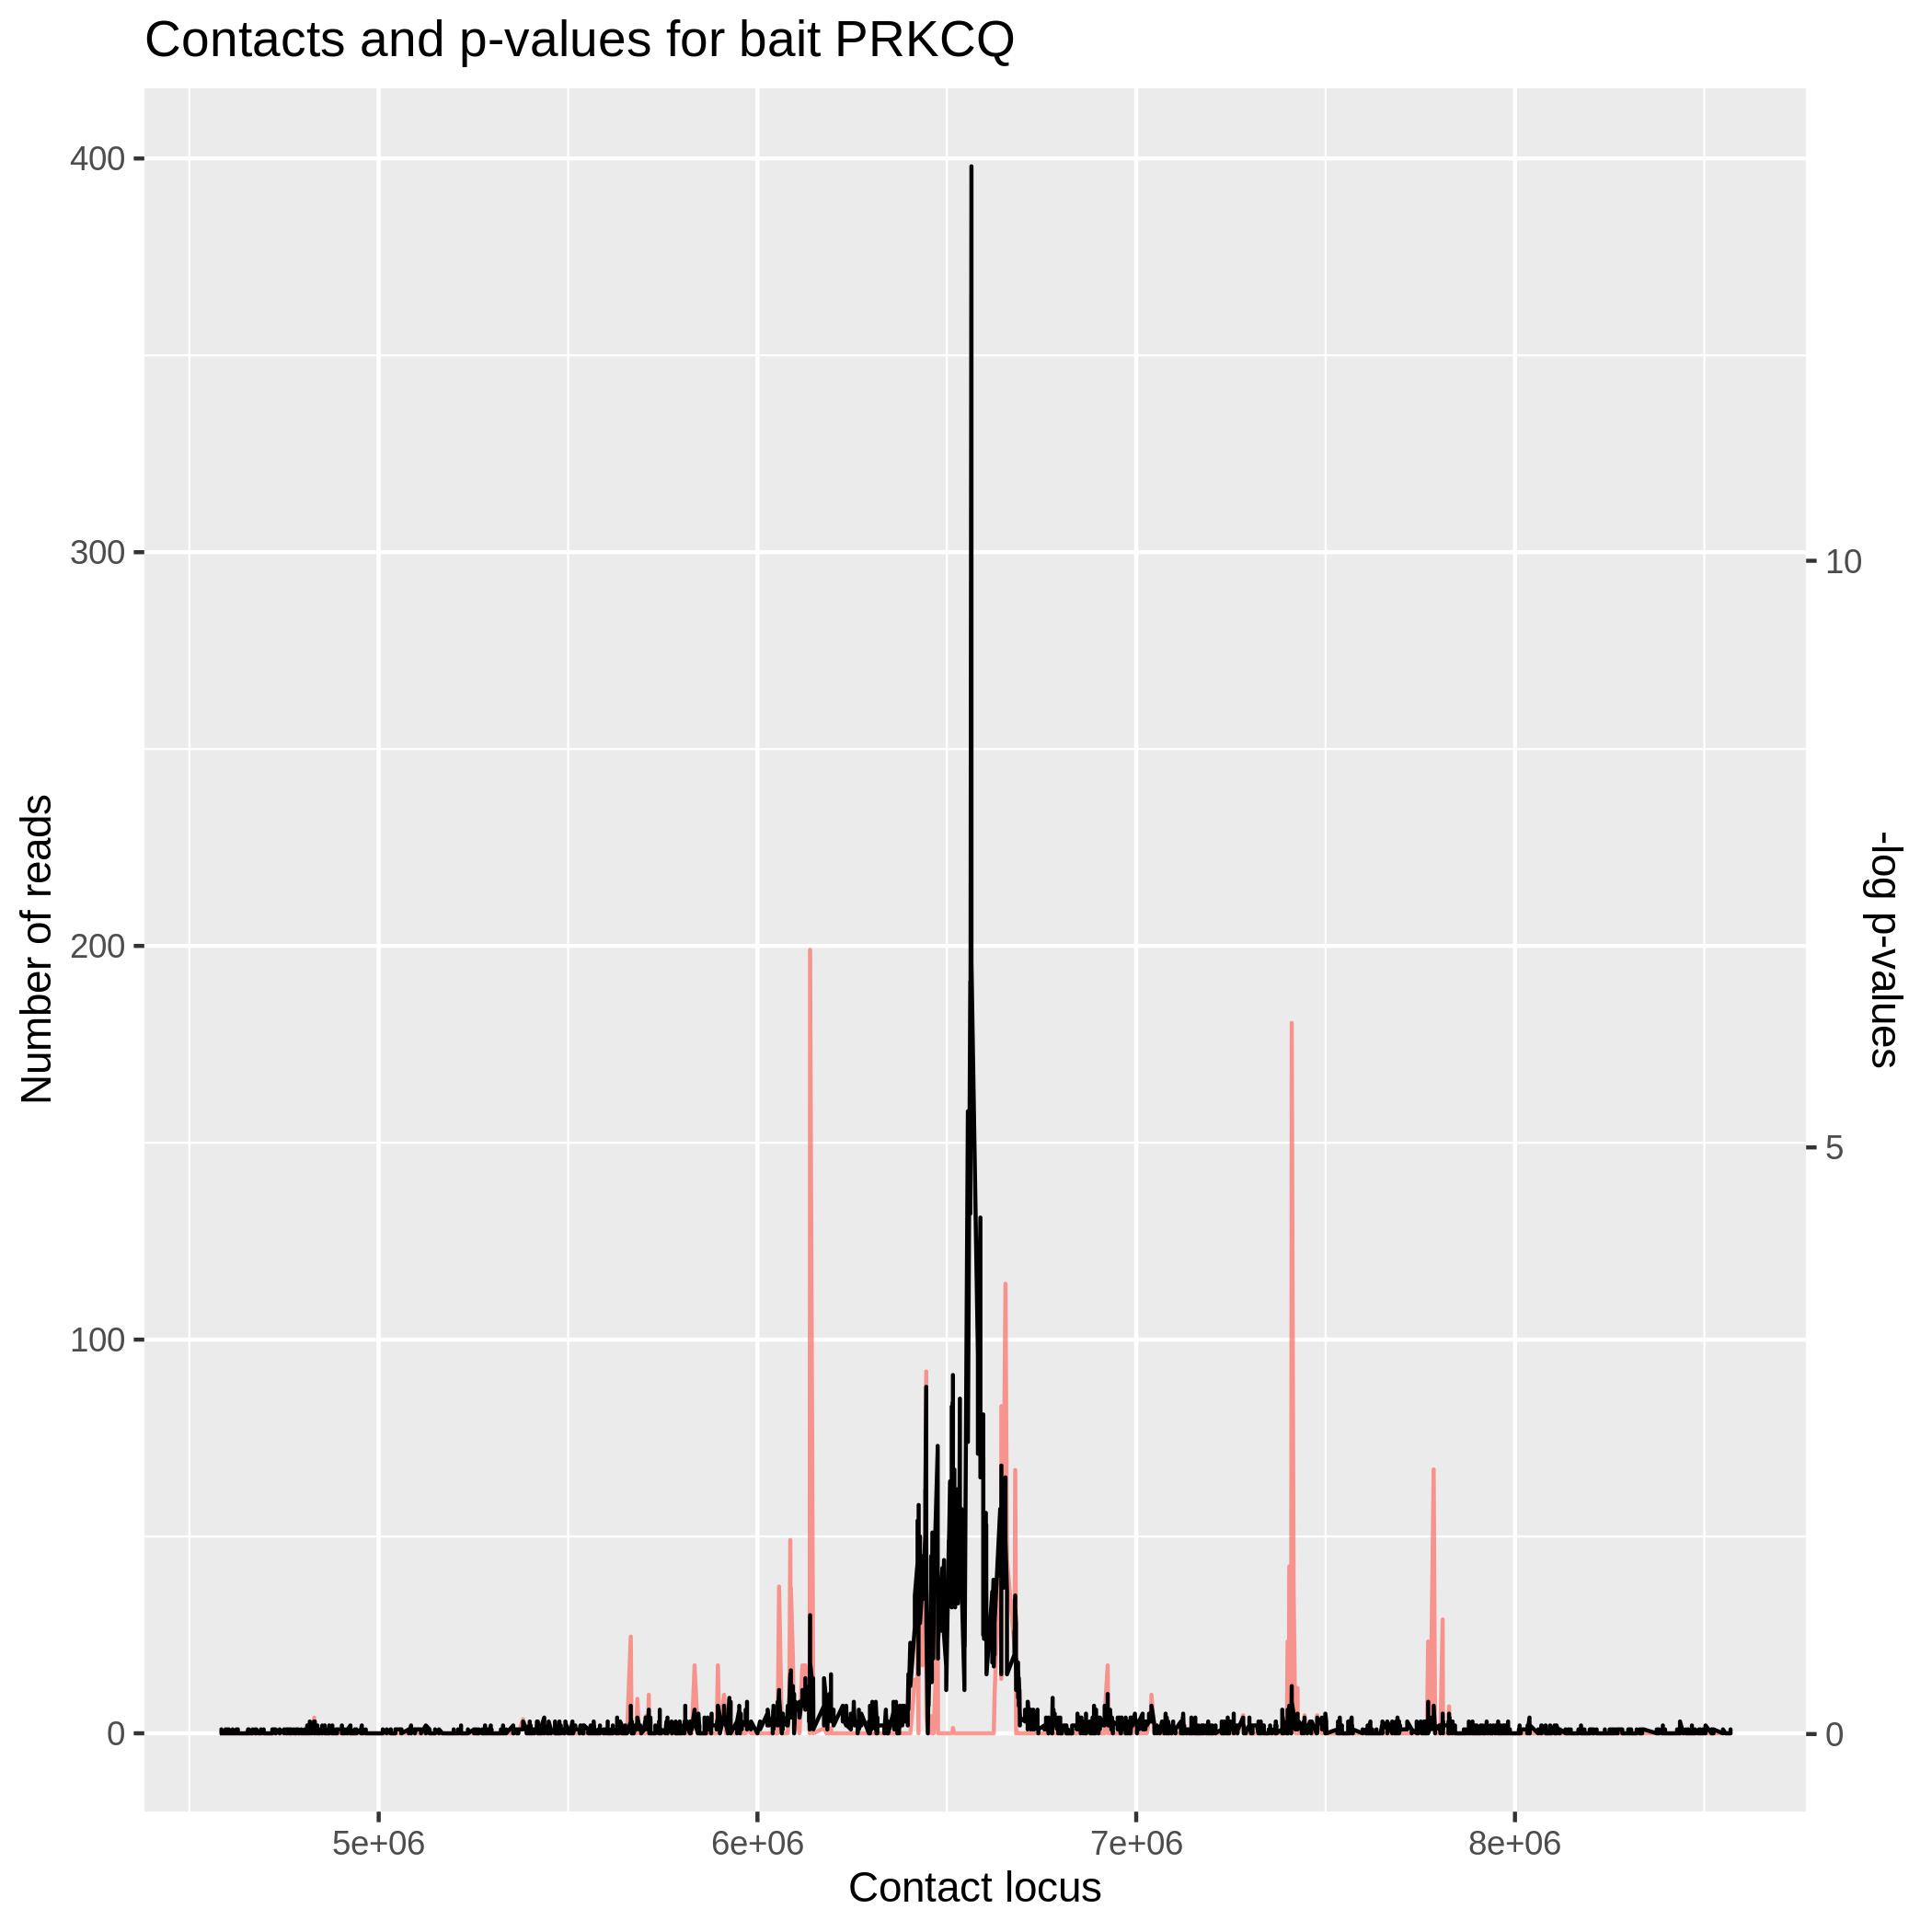 Contacts and p-values for bait PRKCQ
400
300
200
100
0
Number of reads
10
5
0
-log p-values
5e+06
6e+06
7e+06
8e+06
Contact locus